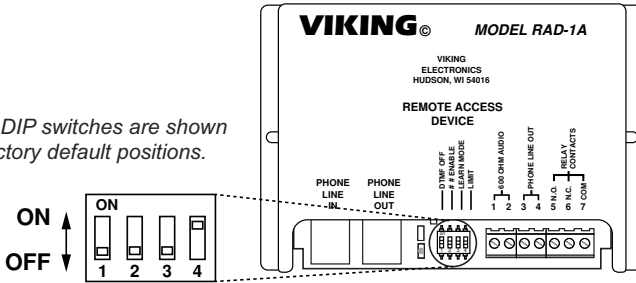 VIKING©
MODEL RAD-1A
VIKING
ELECTRONICS
HUDSON, WI 54016
REMOTE ACCESS
DEVICE
DIP switches are shown
default positions.
PHONE
LINE
IN
PHONE
LINE
OUT
DTMF OFF
# # ENABLE
LEARN MODE
LIMIT
600 OHM AUDIO
PHONE LINE OUT
RELAY
CONTACTS
N.O.
N.C.
COM
1 2 3 4 5 6 7
ON
OFF
ON
1 2 3 4